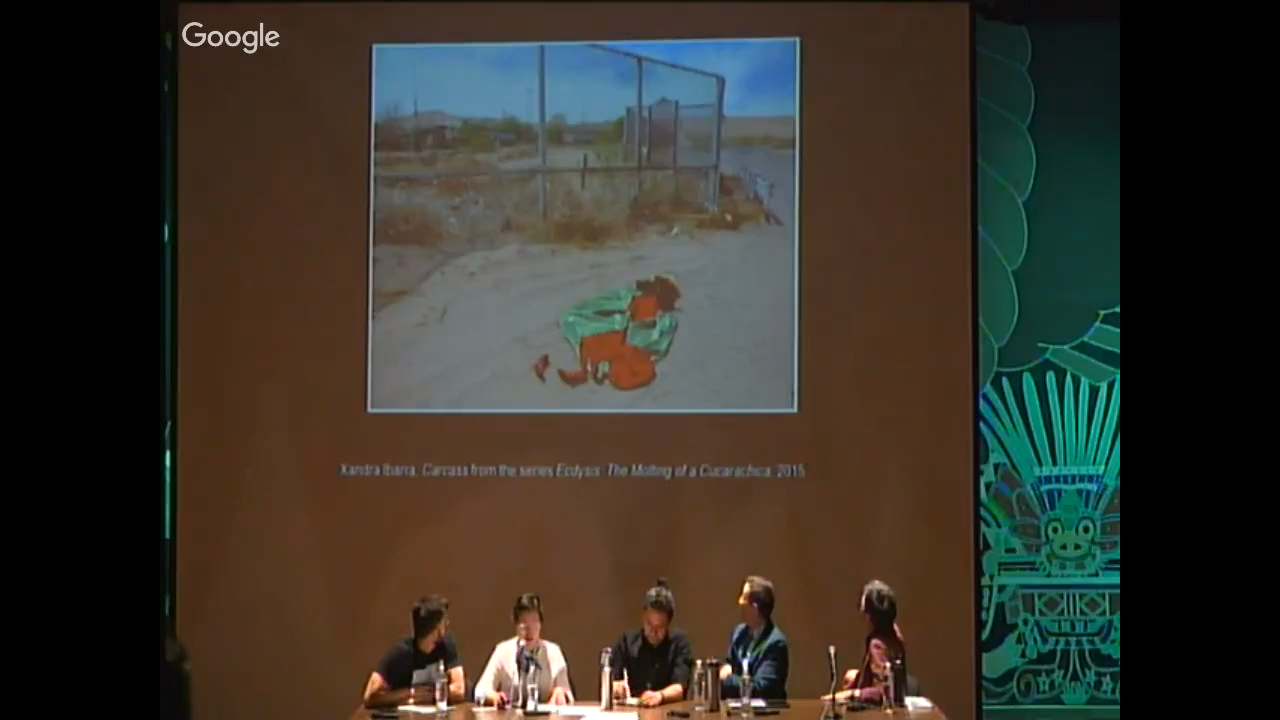 Google
Xandra Ibarra, Carcass from the series Ecdysis: The Molting of a Cucarachica, 2015